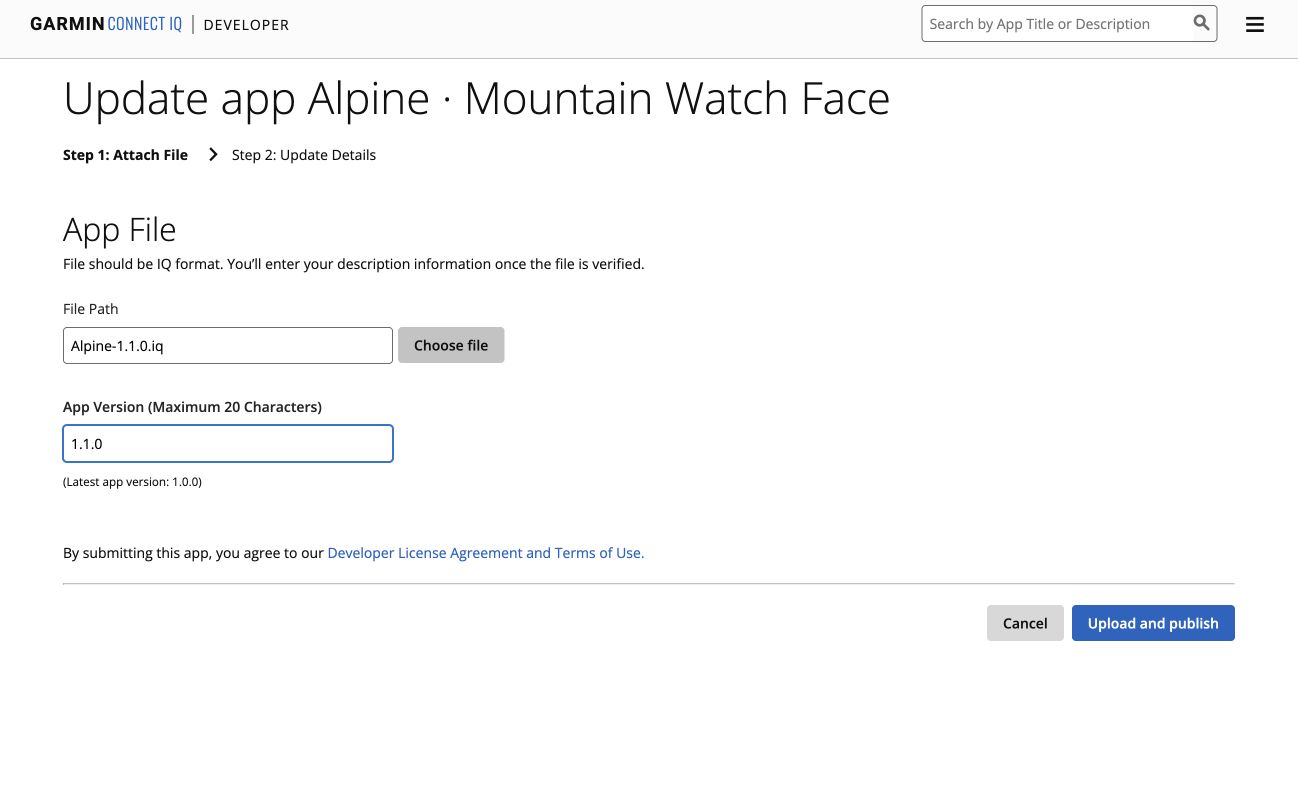 GARMIN CONNECT IQ | DEVELOPER
Search by App Title or Description
Update app Alpine · Mountain Watch Face
Step 1: Attach File
Step 2: Update Details
App File
File should be IQ format. You’ll enter your description information once the file is verified.
File Path
Alpine-1.1.0.iq
Choose file
App Version (Maximum 20 Characters)
1.1.0
(Latest app version: 1.0.0)
By submitting this app, you agree to our Developer License Agreement and Terms of Use.
Cancel
Upload and publish